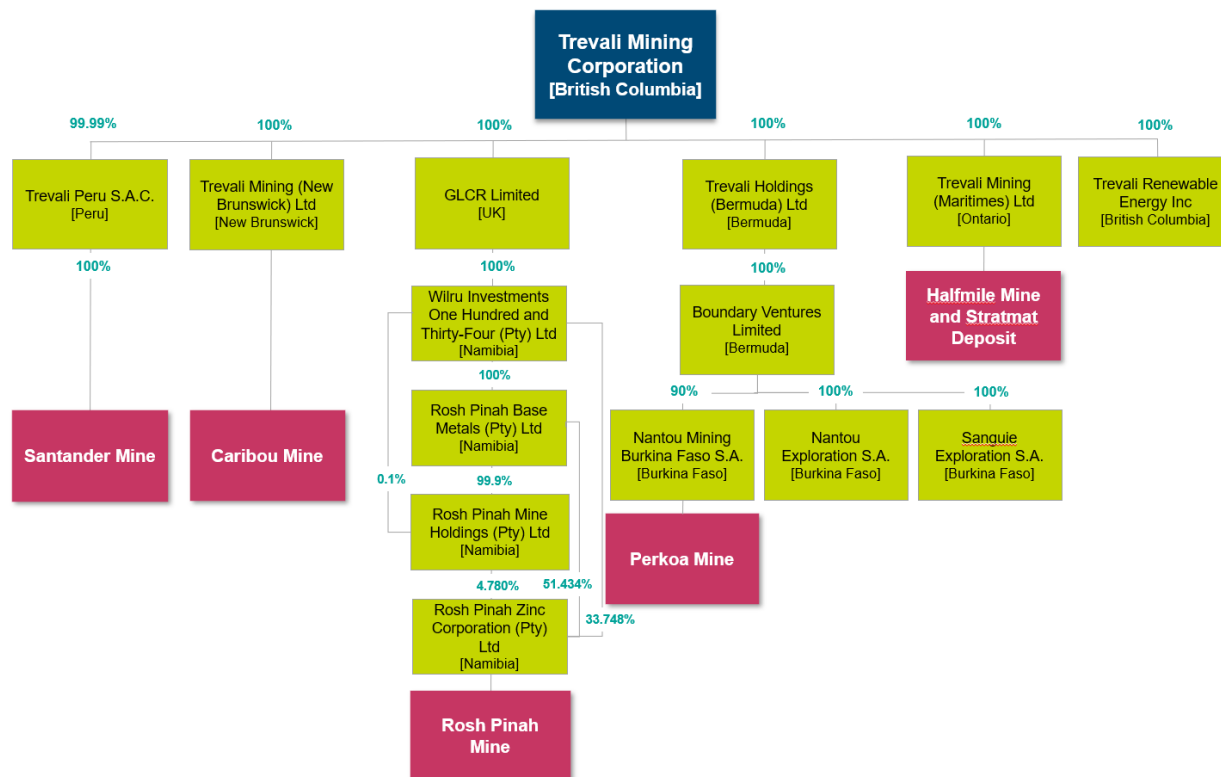 Trevali Mining
Corporation
[British Columbia]
99.99%
100%
100%
100%
100%
100%
Trevali Peru S.A.C.
[Peru]
Trevali Mining (New
Brunswick) Ltd
[New Brunswick]
GLCR Limited
[UK]
Trevali Holdings
(Bermuda) Ltd
[Bermuda]
Trevali Mining
(Maritimes) Ltd
[Ontario]
Trevali Renewable
Energy Inc
[British Columbia]
100%
100%
100%
Wilru Investments
One Hundred and
Thirty-Four (Pty) Ltd
[Namibia]
Boundary Ventures
Limited
[Bermuda]
Halfmile Mine
and Stratmat
Deposit
100%
90%
100%
100%
Santander Mine
Caribou Mine
Rosh Pinah Base
Metals (Pty) Ltd
[Namibia]
Nantou Mining
Burkina Faso S.A.
[Burkina Faso]
Nantou
Exploration S.A.
[Burkina Faso]
Sanguie
Exploration S.A.
[Burkina Faso]
0.1%
99.9%
Rosh Pinah Mine
Holdings (Pty) Ltd
[Namibia]
Perkoa Mine
4.780%
51.434%
33.748%
Rosh Pinah Zinc
Corporation (Pty)
Ltd
[Namibia]
Rosh Pinah
Mine